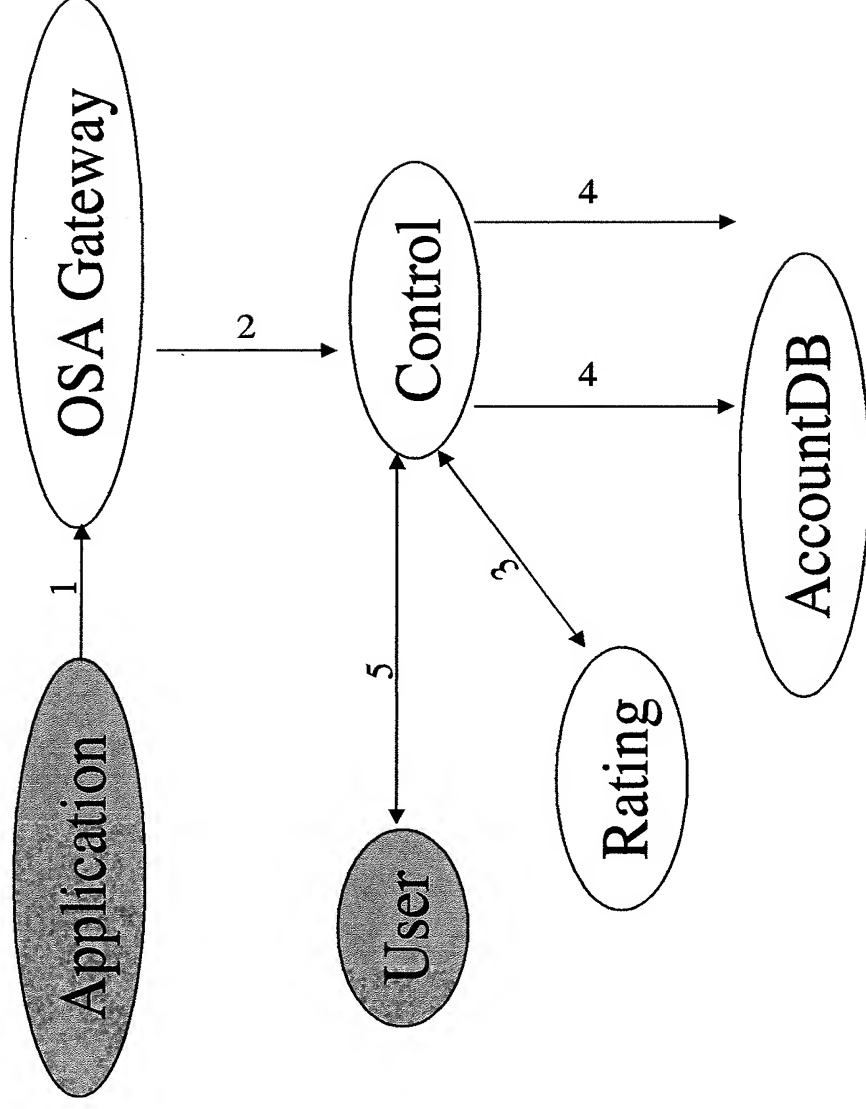 Application
1
OSA Gateway
2
User
5
Control
3
4
4
Rating
AccountDB